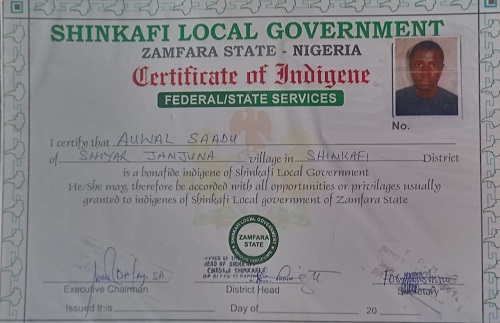 SHINKAFI LOCAL GOVERNMENT
ZAMFARA STATE - NIGERIA
Certificate of Indigene
FEDERAL/STATE SERVICES
No.
I certify that AUWAL SAADU
of SHIYAR JANJUNA village in SHINKAFI District
is a bonafide indigene of Shinkafi Local Government
He/She may, therefore be accorded with all opportunities or privilages usually
granted to indigenes of Shinkafi Local government of Zamfara State
SHINKAFI LOCAL GOVERNMENT
ZAMFARA
STATE
Executive Chairman District Head Secretary
Issued this Day of 20